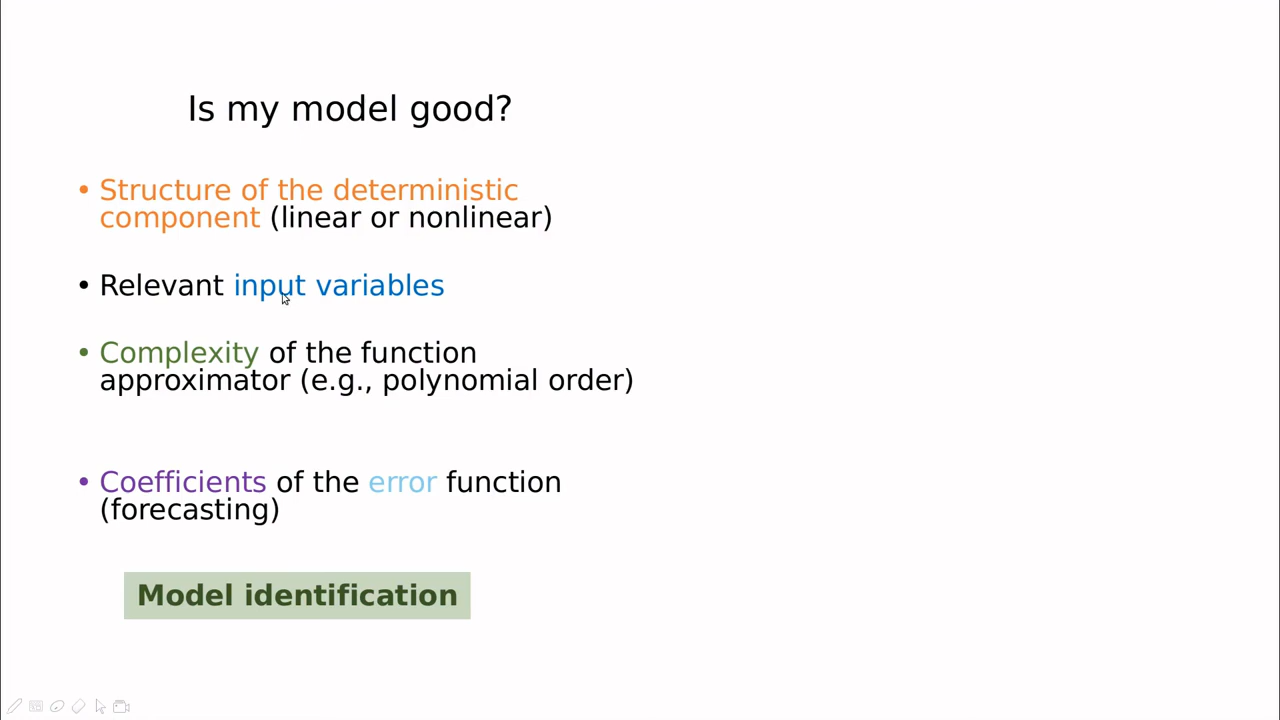 Is my model good?
• Structure of the deterministic
component (linear or nonlinear)
• Relevant input variables
• Complexity of the function
approximator (e.g., polynomial order)
• Coefficients of the error function
(forecasting)
Model identification